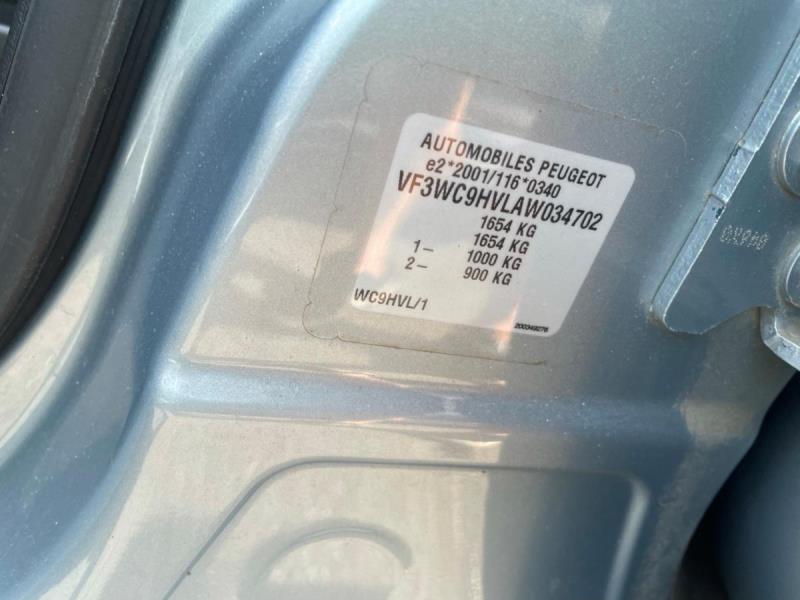 AUTOMOBILES PEUGEOT
e2*2001/116*0340
VF3WC9HVLAW034702
1654 KG
1654 KG
1– 1000 KG
2– 900 KG
WC9HVL/1
200349276